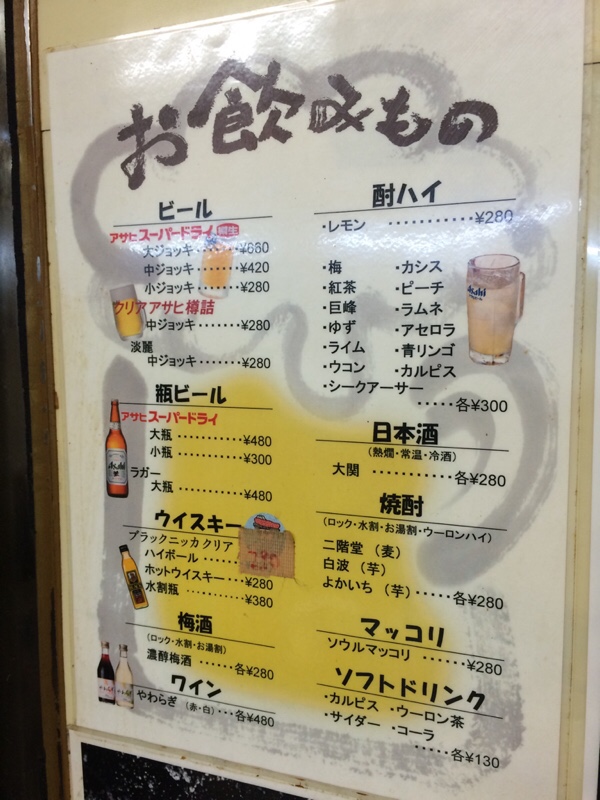 お飲みもの
ビール
アサヒスーパードライ 樽生
大ジョッキ・・・・・・¥660
中ジョッキ・・・・・・¥420
小ジョッキ・・・・・・¥280
クリアアサヒ樽詰
中ジョッキ・・・・・・¥280
淡麗
中ジョッキ・・・・・・¥280
瓶ビール
アサヒスーパードライ
大瓶・・・・・・・・・・¥480
小瓶・・・・・・・・・・¥300
ラガー
大瓶・・・・・・・・・・¥480
ウイスキー
ブラックニッカ クリア
ハイボール・・・・・・280
ホットウイスキー・・・¥280
水割瓶・・・・・・・・・¥380
梅酒
(ロック・水割・お湯割)
濃醇梅酒・・・・・・各¥280
ワイン
やわらぎ (赤・白)・・・各¥480
酎ハイ
・レモン・・・・・・・・・・・¥280
・梅 ・カシス
・紅茶 ・ピーチ
・巨峰 ・ラムネ
・ゆず ・アセロラ
・ライム ・青リンゴ
・ウコン ・カルピス
・シークアーサー
・・・・・各¥300
日本酒
(熱燗・常温・冷酒)
大関・・・・・・・・・各¥280
焼酎
(ロック・水割・お湯割・ウーロンハイ)
二階堂 (麦)
白波 (芋)
よかいち (芋)・・・・・各¥280
マッコリ
ソウルマッコリ・・・・・・¥280
ソフトドリンク
・カルピス ・ウーロン茶
・サイダー ・コーラ
・・・・・各¥130
Asahi
Asahi